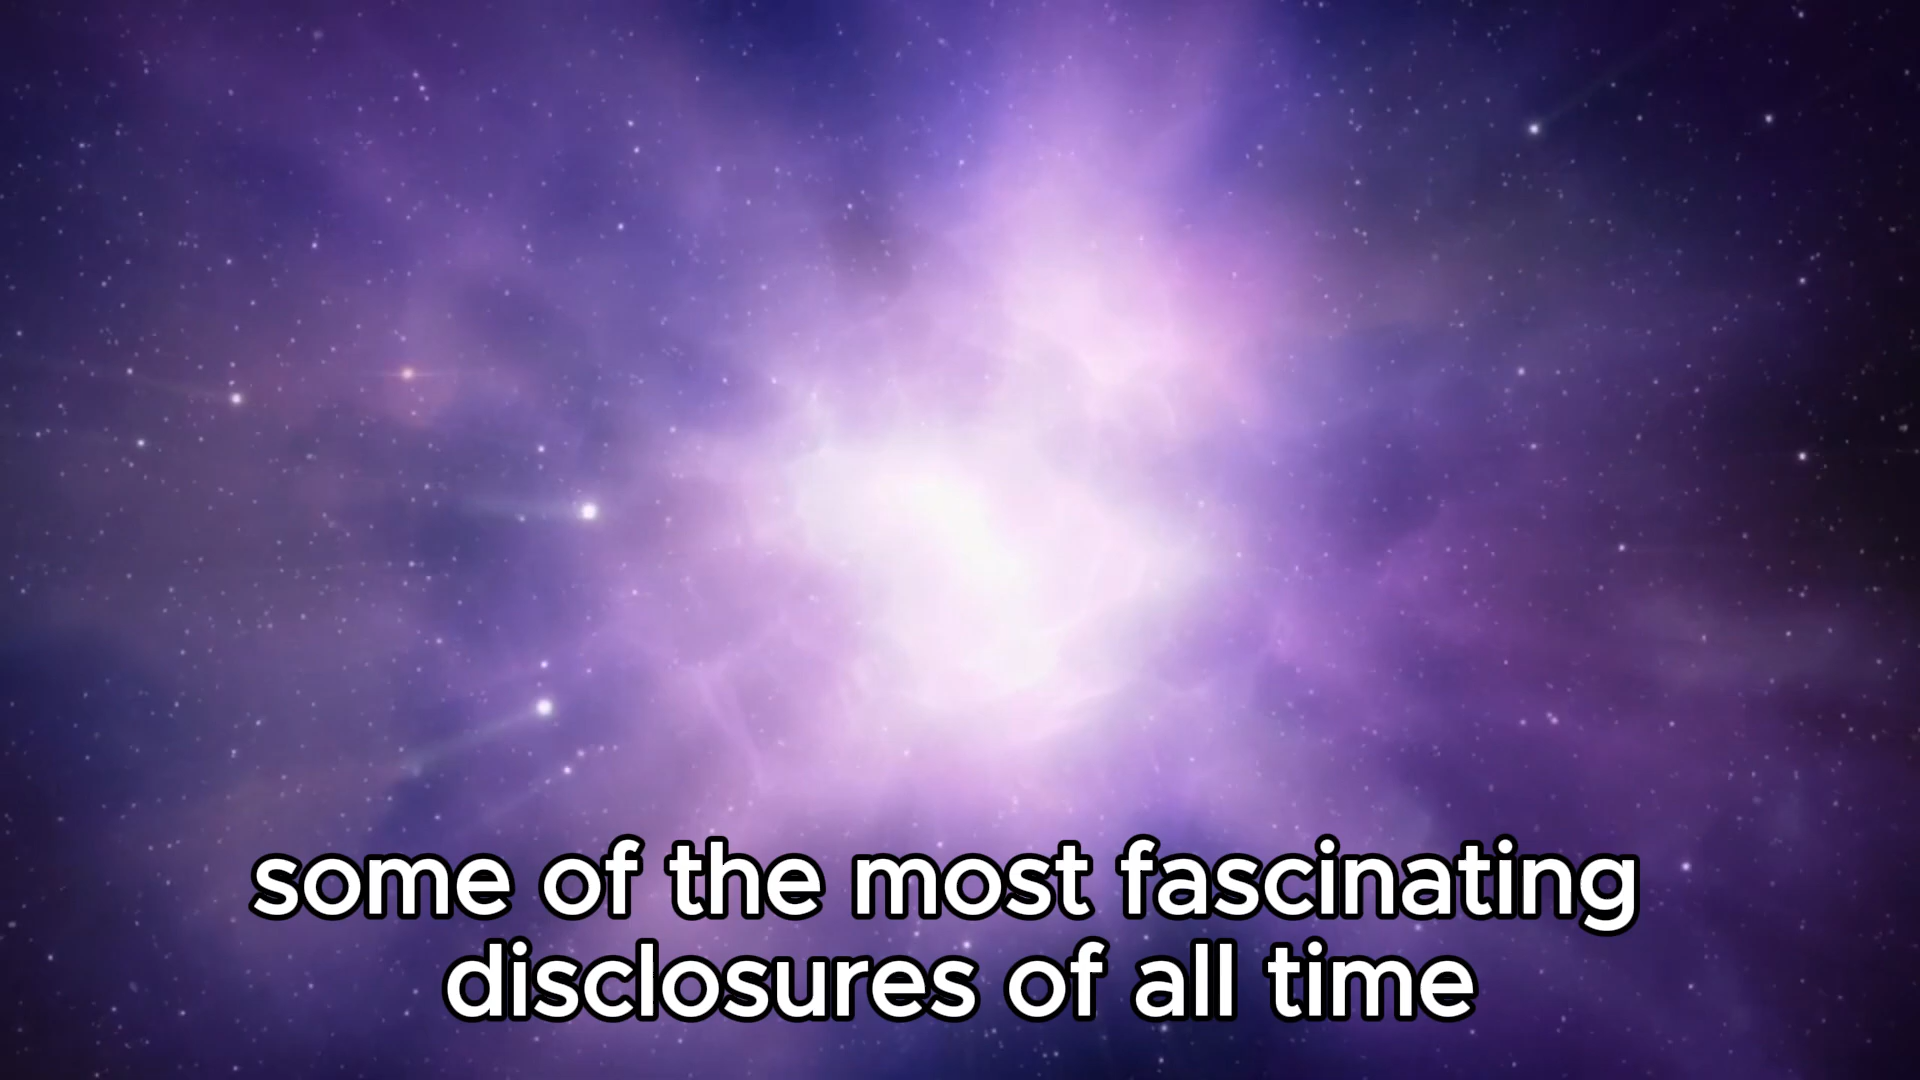 some of the most fascinating
disclosures of all time